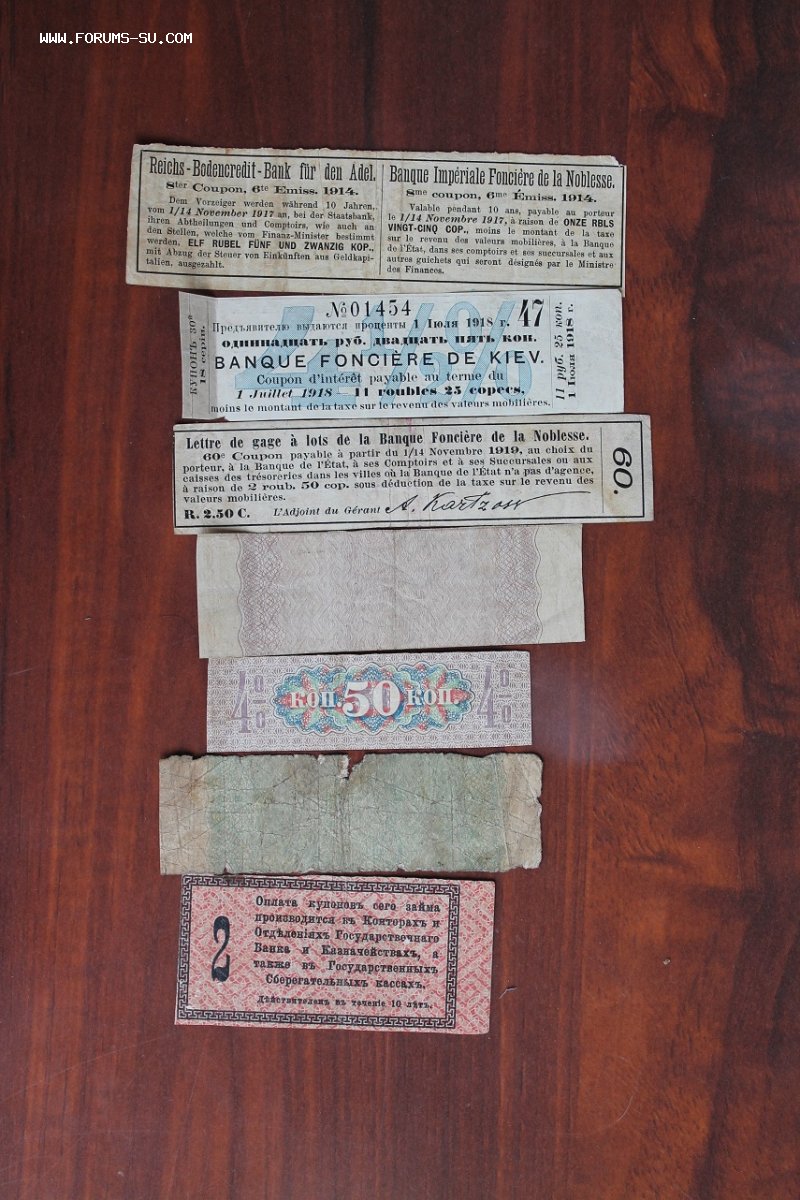 WWW.FORUMS-SU.COM
Reichs-Bodencredit-Bank für den Adel.
8ter Coupon, 6te Emiss. 1914.
Dem Vorzeiger werden während 10 Jahren,
vom 1/14 November 1917 an, bei der Staatsbank,
ihren Abtheilungen und Comptoirs, wie auch an
den Stellen, welche vom Finanz-Minister bestimmt
werden, ELF RUBEL FÜNF UND ZWANZIG KOP.,
mit Abzug der Steuer von Einkünften aus Geldkapi-
talien, ausgezahlt.
Banque Impériale Foncière de la Noblesse.
8me coupon, 6me Émiss. 1914.
Valable pendant 10 ans, payable au porteur
le 1/14 Novembre 1917, à raison de ONZE RBLS
VINGT-CINQ COP., moins le montant de la taxe
sur le revenu des valeurs mobilières, à la Banque
de l'État, dans ses comptoirs et ses succursales et aux
autres guichets qui seront désignés par le Ministre
des Finances.
КУПОНЪ 30й
18 серіи.
№01454
47
Предъявителю выдаются проценты 1 Іюля 1918 г.
одиннадцать руб. двадцать пять коп.
BANQUE FONCIÈRE DE KIEV.
Coupon d'intérêt payable au terme du
1 Juillet 1918 - 11 roubles 25 copecs,
moins le montant de la taxe sur le revenu des valeurs mobilières.
11 руб. 25 коп.
1 Іюля 1918 г.
Lettre de gage à lots de la Banque Foncière de la Noblesse.
60e Coupon payable à partir du 1/14 Novembre 1919, au choix du
porteur, à la Banque de l'État, à ses Comptoirs et à ses Succursales ou aux
caisses des trésoreries dans les villes où la Banque de l'État n'a pas d'agence,
à raison de 2 roub. 50 cop. sous déduction de la taxe sur le revenu des
valeurs mobilières.
R. 2.50 C. L'Adjoint du Gérant A. Kartzow
60.
4% КОП. 50 КОП. 4%
2
Оплата купоновъ сего займа
производится въ Конторахъ и
Отдѣленіяхъ Государственнаго
Банка и Казначействахъ, а
также въ Государственныхъ
Сберегательныхъ кассахъ.
Дѣйствителенъ въ теченіе 10 лѣтъ.